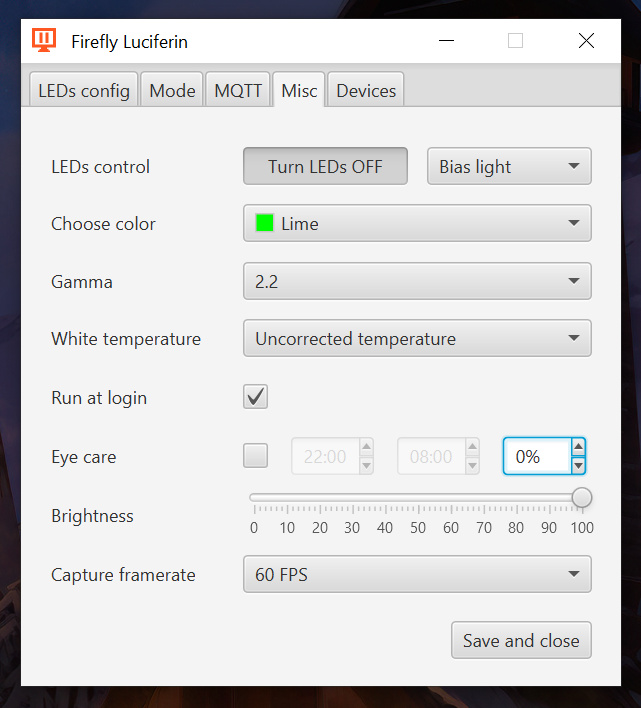 Firefly Luciferin
LEDs config Mode MQTT Misc Devices
LEDs control Turn LEDs OFF Bias light
Choose color Lime
Gamma 2.2
White temperature Uncorrected temperature
Run at login
Eye care 22:00 08:00 0%
Brightness
0 10 20 30 40 50 60 70 80 90 100
Capture framerate 60 FPS
Save and close